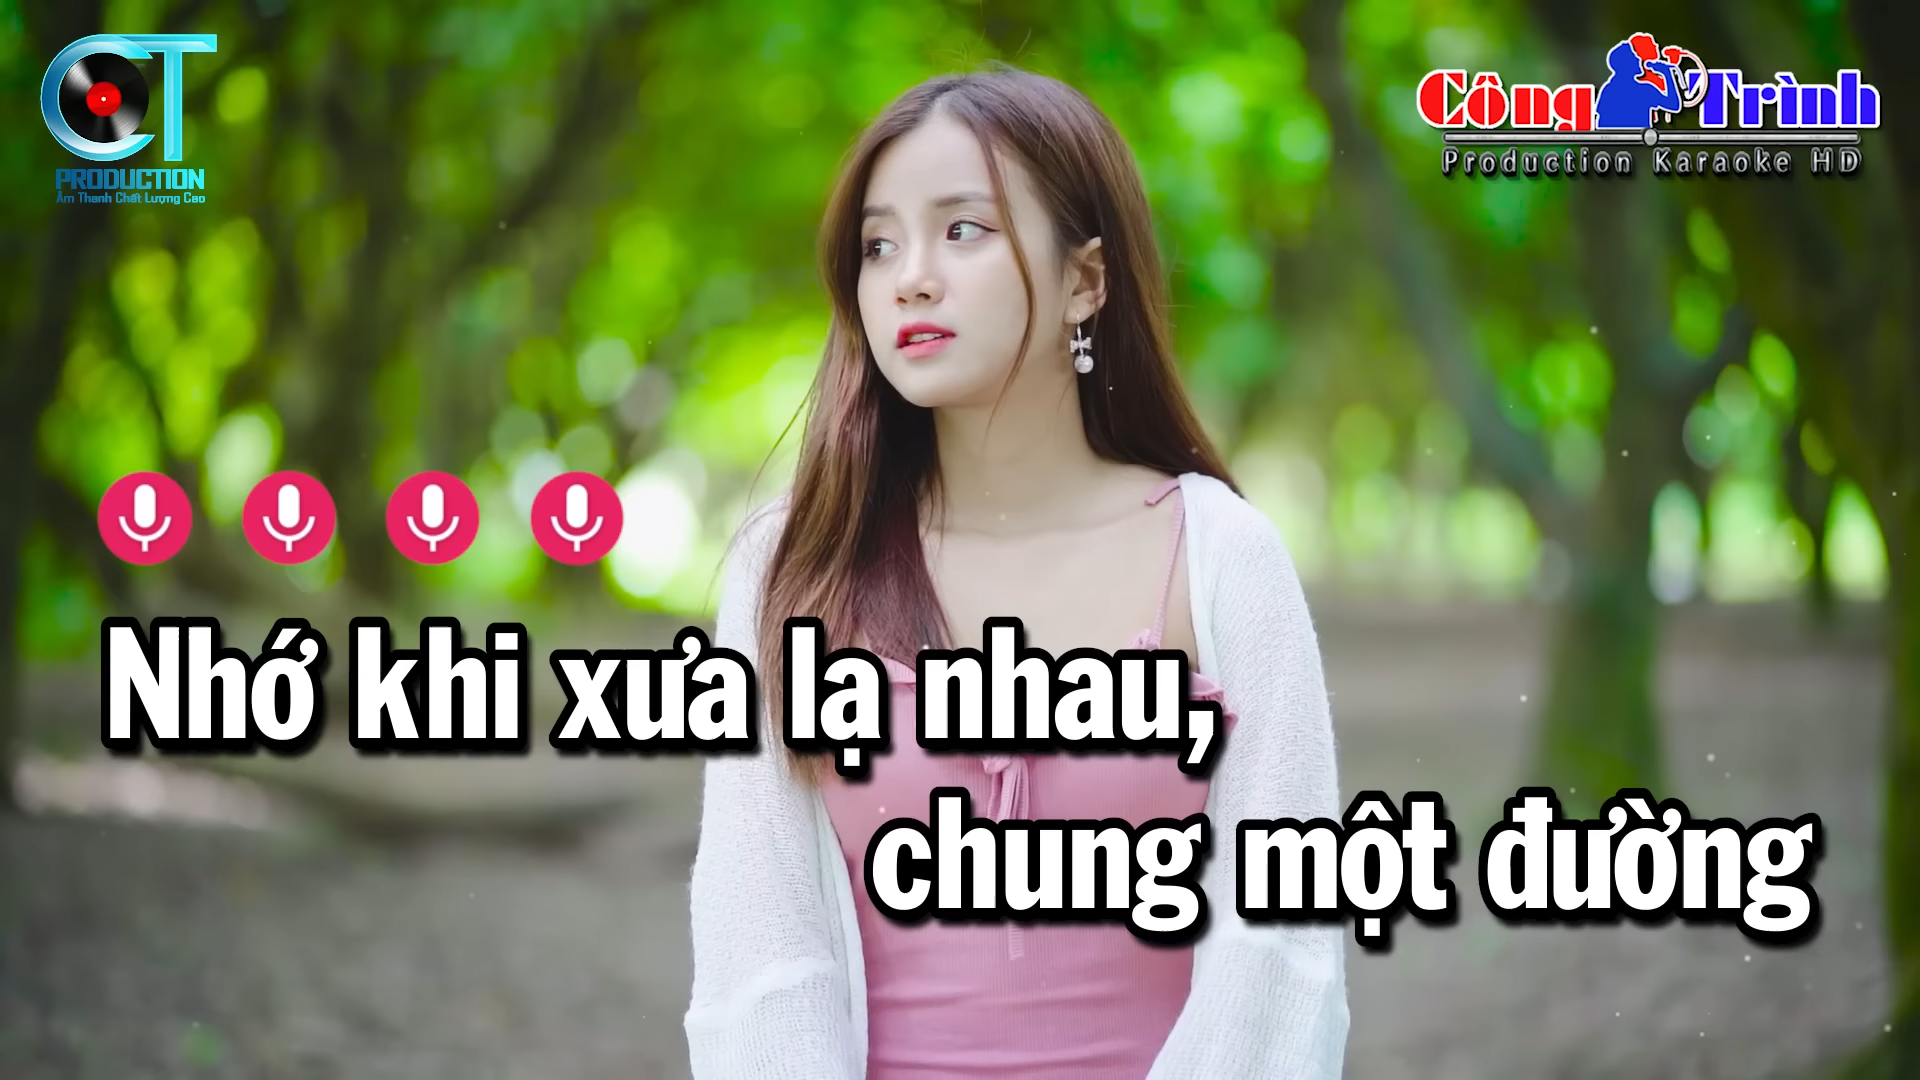 CT
PRODUCTION
Âm Thanh Chất Lượng Cao
Công Trình
Production Karaoke HD
Nhớ khi xưa lạ nhau,
chung một đường